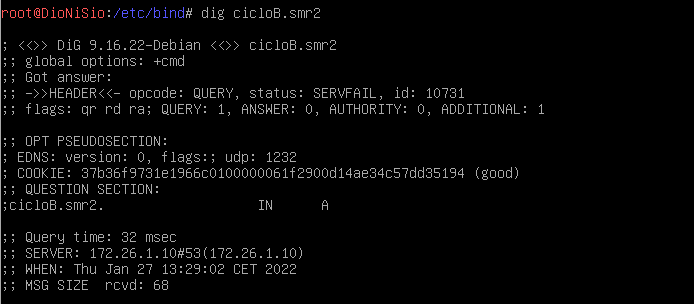 root@DioNiSio:/etc/bind# dig cicloB.smr2
; <<>> DiG 9.16.22-Debian <<>> cicloB.smr2
;; global options: +cmd
;; Got answer:
;; ->>HEADER<<- opcode: QUERY, status: SERVFAIL, id: 10731
;; flags: qr rd ra; QUERY: 1, ANSWER: 0, AUTHORITY: 0, ADDITIONAL: 1
;; OPT PSEUDOSECTION:
; EDNS: version: 0, flags:; udp: 1232
; COOKIE: 37b36f9731e1966c0100000061f2900d14ae34c57dd35194 (good)
;; QUESTION SECTION:
;cicloB.smr2. IN A
;; Query time: 32 msec
;; SERVER: 172.26.1.10#53(172.26.1.10)
;; WHEN: Thu Jan 27 13:29:02 CET 2022
;; MSG SIZE rcvd: 68